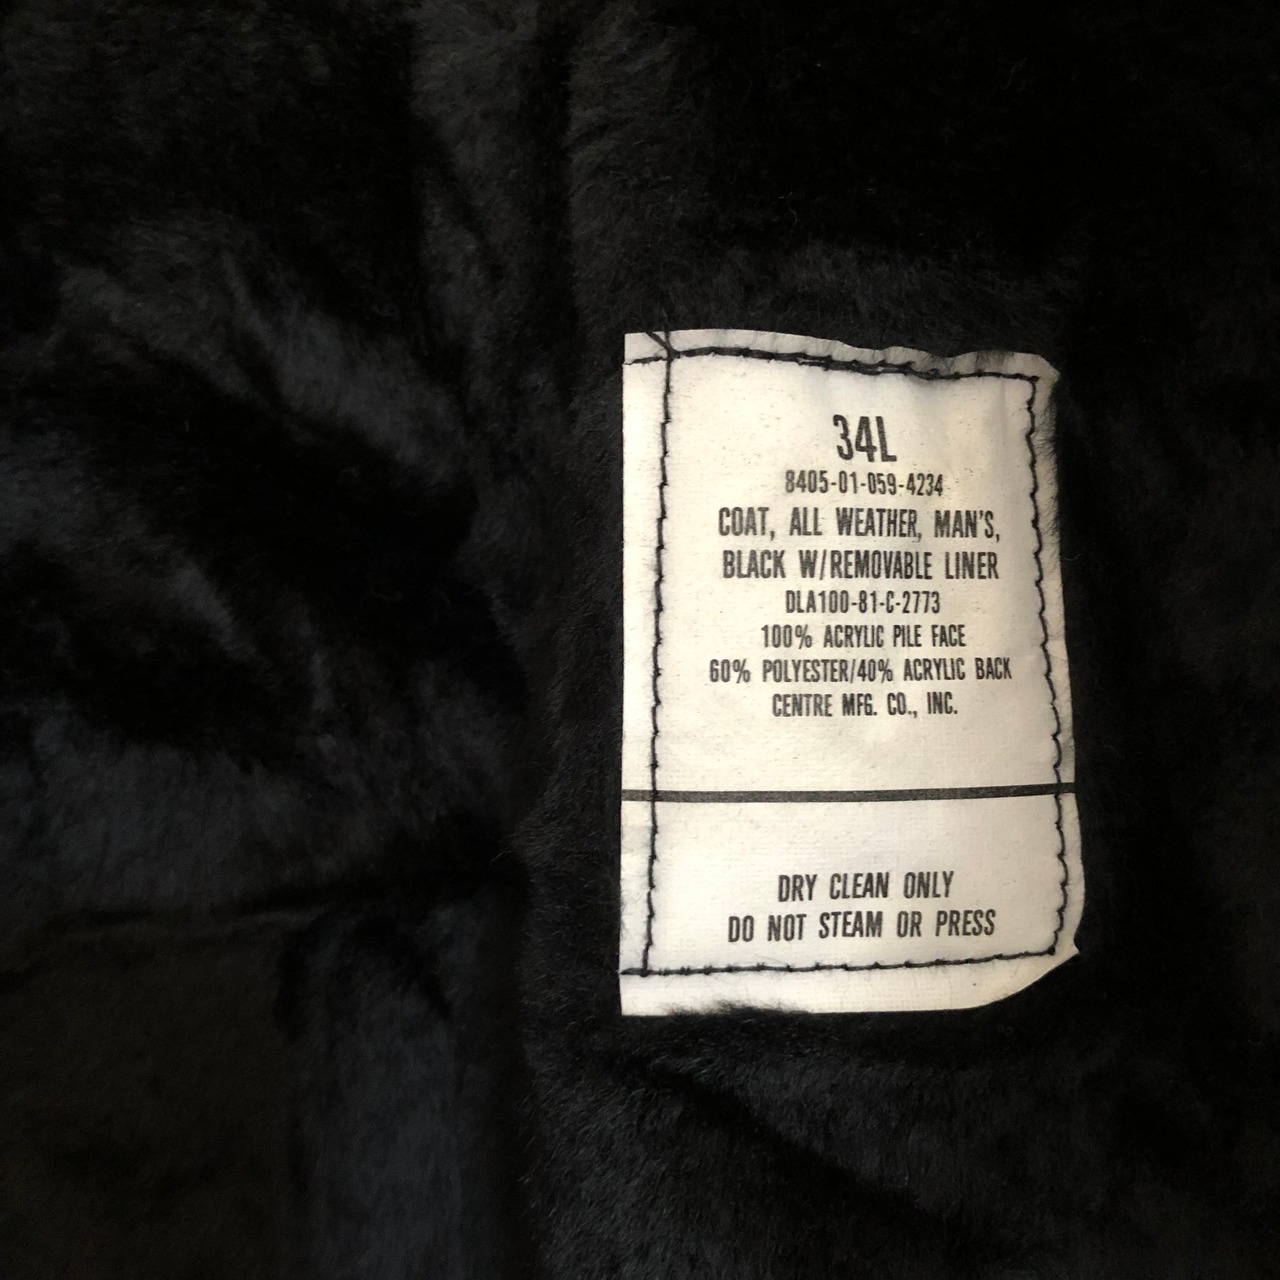 34L
8405-01-059-4234
COAT, ALL WEATHER, MAN'S,
BLACK W/REMOVABLE LINER
DLA100-81-C-2773
100% ACRYLIC PILE FACE
60% POLYESTER/40% ACRYLIC BACK
CENTRE MFG. CO., INC.
DRY CLEAN ONLY
DO NOT STEAM OR PRESS